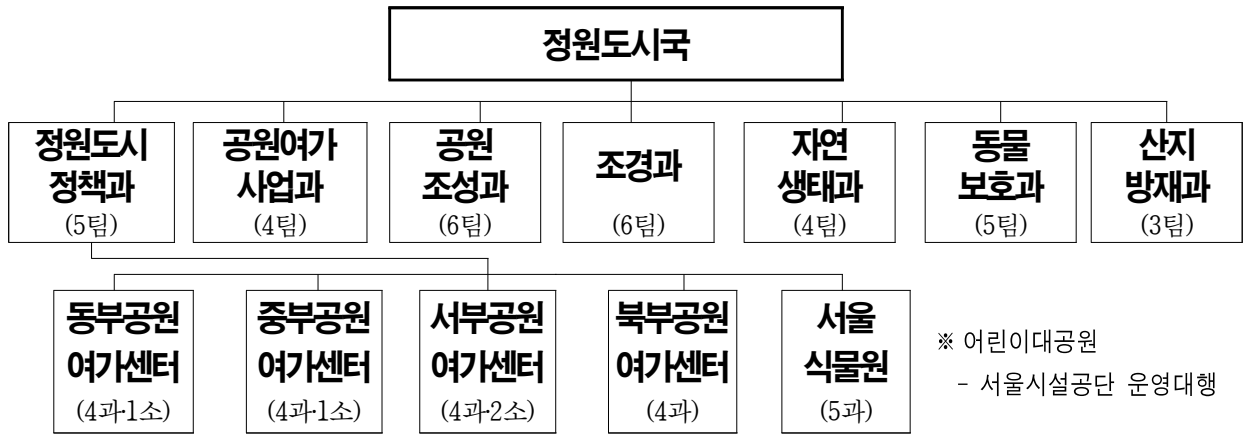 정원도시국
정원도시
정책과
(5팀)
공원여가
사업과
(4팀)
공원
조성과
(6팀)
조경과
(6팀)
자연
생태과
(4팀)
동물
보호과
(5팀)
산지
방재과
(3팀)
동부공원
여가센터
(4과·1소)
중부공원
여가센터
(4과·1소)
서부공원
여가센터
(4과·2소)
북부공원
여가센터
(4과)
서울
식물원
(5과)
※ 어린이대공원
- 서울시설공단 운영대행